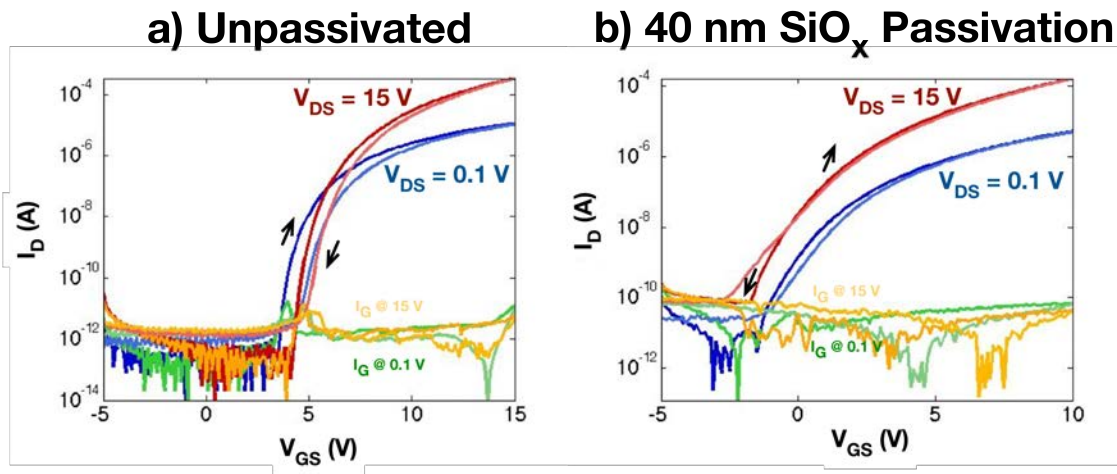 a) Unpassivated
b) 40 nm SiOx Passivation
10-4
10-6
10-8
10-10
10-12
10-14
ID (A)
VDS = 15 V
VDS = 0.1 V
IG @ 15 V
IG @ 0.1 V
-5
0
5
10
15
VGS (V)
10-4
10-6
10-8
10-10
10-12
ID (A)
VDS = 15 V
VDS = 0.1 V
IG @ 15 V
IG @ 0.1 V
-5
0
5
10
VGS (V)